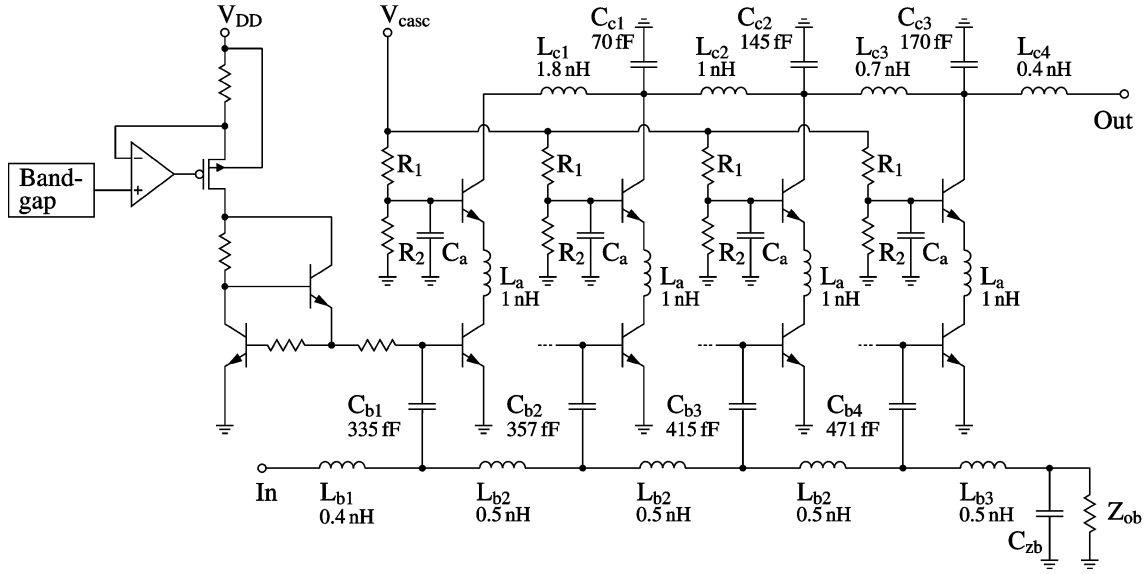 V_DD
V_casc
C_c1
70 fF
C_c2
145 fF
C_c3
170 fF
L_c1
1.8 nH
L_c2
1 nH
L_c3
0.7 nH
L_c4
0.4 nH
Out
Band-
gap
−
+
R_1
R_1
R_1
R_1
R_2
C_a
R_2
C_a
R_2
C_a
R_2
C_a
L_a
1 nH
L_a
1 nH
L_a
1 nH
L_a
1 nH
C_b1
335 fF
C_b2
357 fF
C_b3
415 fF
C_b4
471 fF
In
L_b1
0.4 nH
L_b2
0.5 nH
L_b2
0.5 nH
L_b2
0.5 nH
L_b3
0.5 nH
C_zb
Z_ob